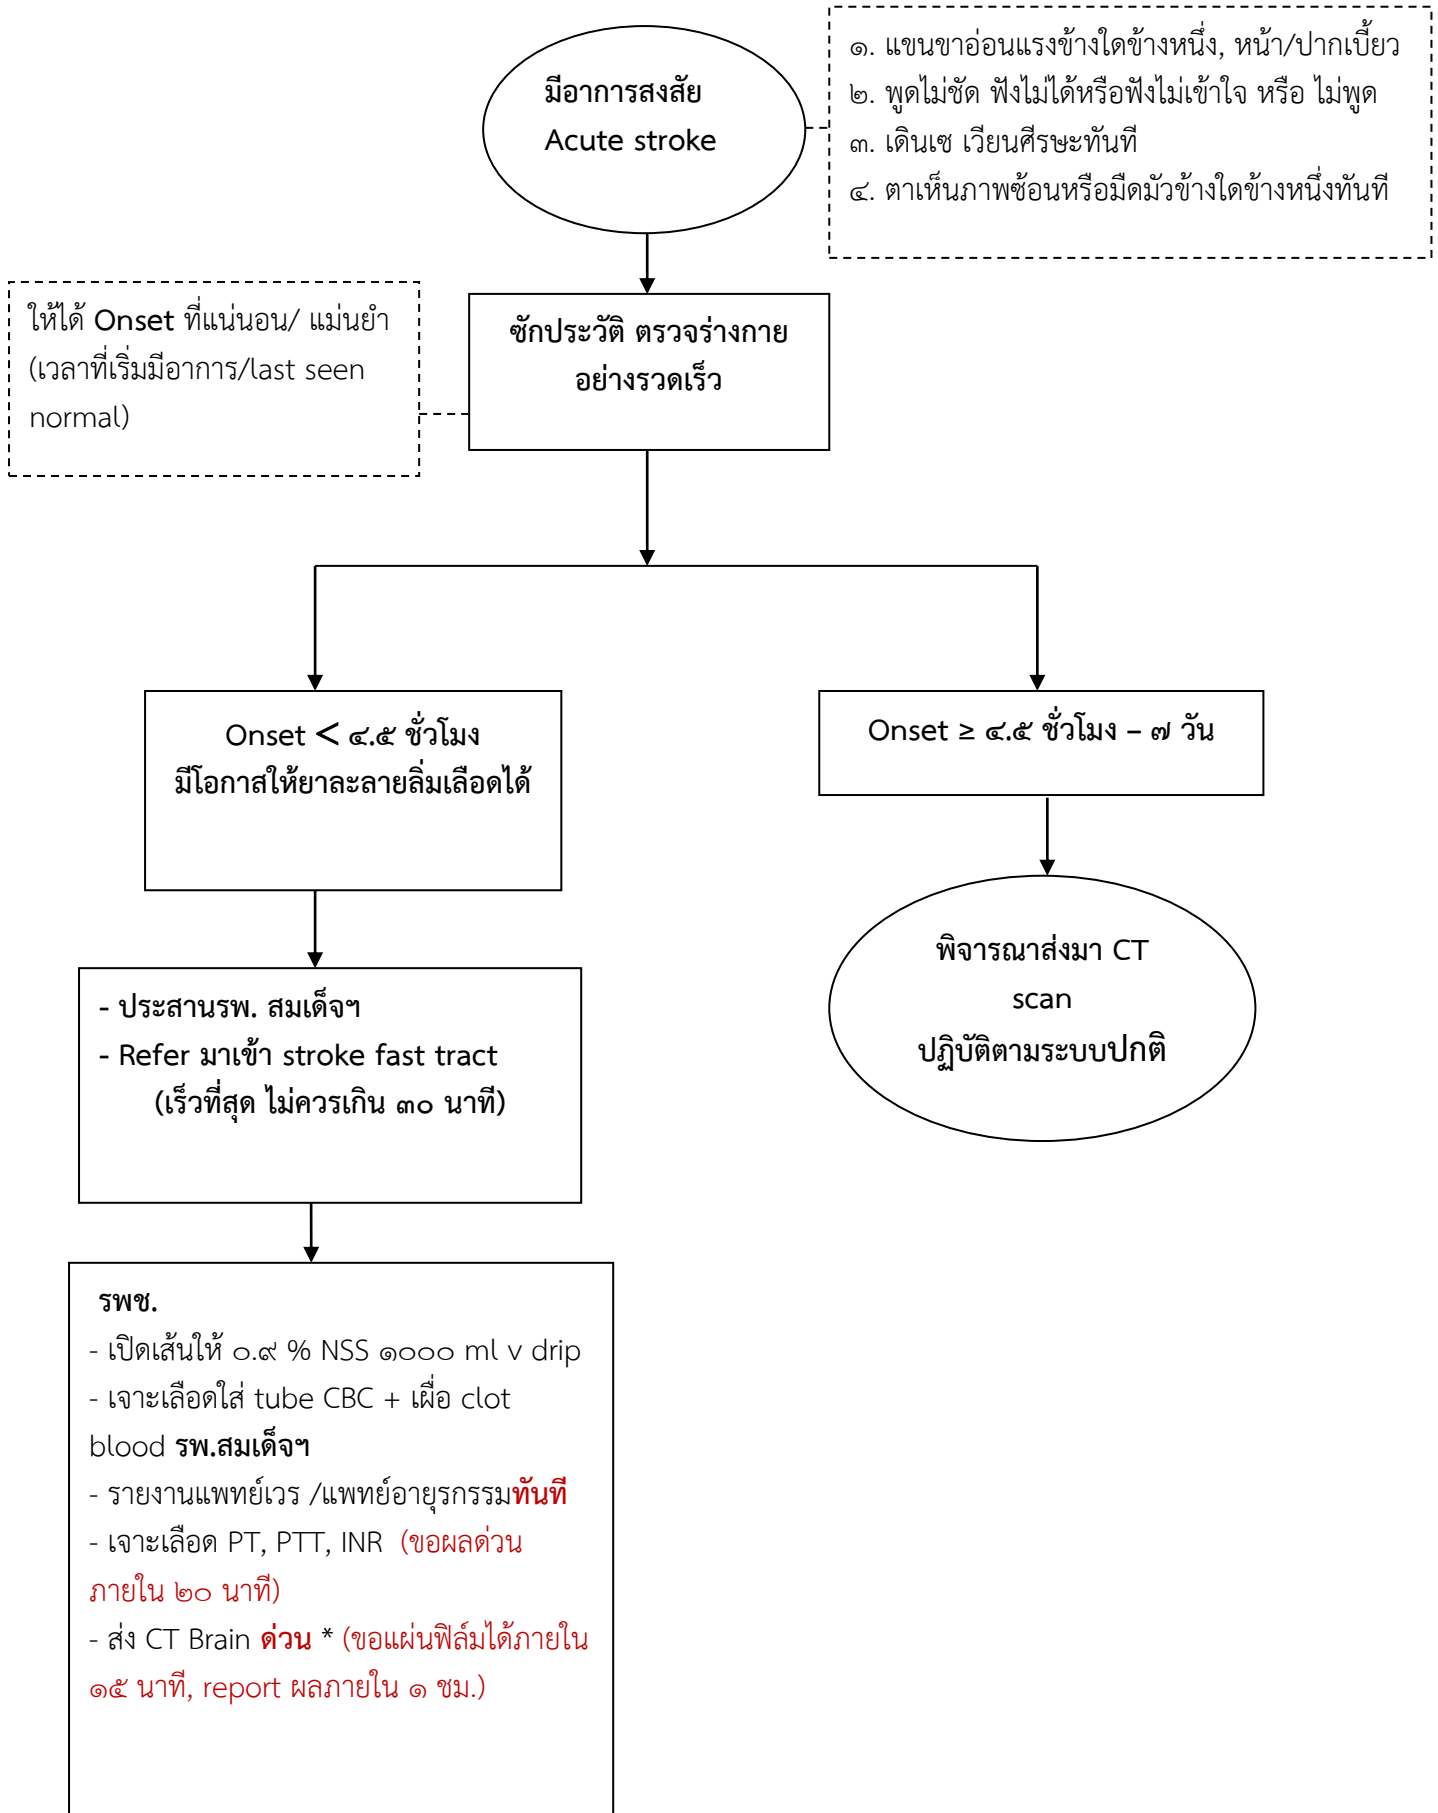 มีอาการสงสัย
Acute stroke
๑. แขนขาอ่อนแรงข้างใดข้างหนึ่ง, หน้า/ปากเบี้ยว
๒. พูดไม่ชัด ฟังไม่ได้หรือฟังไม่เข้าใจ หรือ ไม่พูด
๓. เดินเซ เวียนศีรษะทันที
๔. ตาเห็นภาพซ้อนหรือมืดมัวข้างใดข้างหนึ่งทันที
ให้ได้ Onset ที่แน่นอน/ แม่นยำ
(เวลาที่เริ่มมีอาการ/last seen
normal)
ซักประวัติ ตรวจร่างกาย
อย่างรวดเร็ว
Onset < ๔.๕ ชั่วโมง
มีโอกาสให้ยาละลายลิ่มเลือดได้
Onset ≥ ๔.๕ ชั่วโมง – ๗ วัน
พิจารณาส่งมา CT
scan
ปฏิบัติตามระบบปกติ
- ประสานรพ. สมเด็จฯ
- Refer มาเข้า stroke fast tract
(เร็วที่สุด ไม่ควรเกิน ๓๐ นาที)
รพช.
- เปิดเส้นให้ ๐.๙ % NSS ๑๐๐๐ ml v drip
- เจาะเลือดใส่ tube CBC + เผื่อ clot
blood รพ.สมเด็จฯ
- รายงานแพทย์เวร /แพทย์อายุรกรรมทันที
- เจาะเลือด PT, PTT, INR (ขอผลด่วน
ภายใน ๒๐ นาที)
- ส่ง CT Brain ด่วน * (ขอแผ่นฟิล์มได้ภายใน
๑๕ นาที, report ผลภายใน ๑ ชม.)